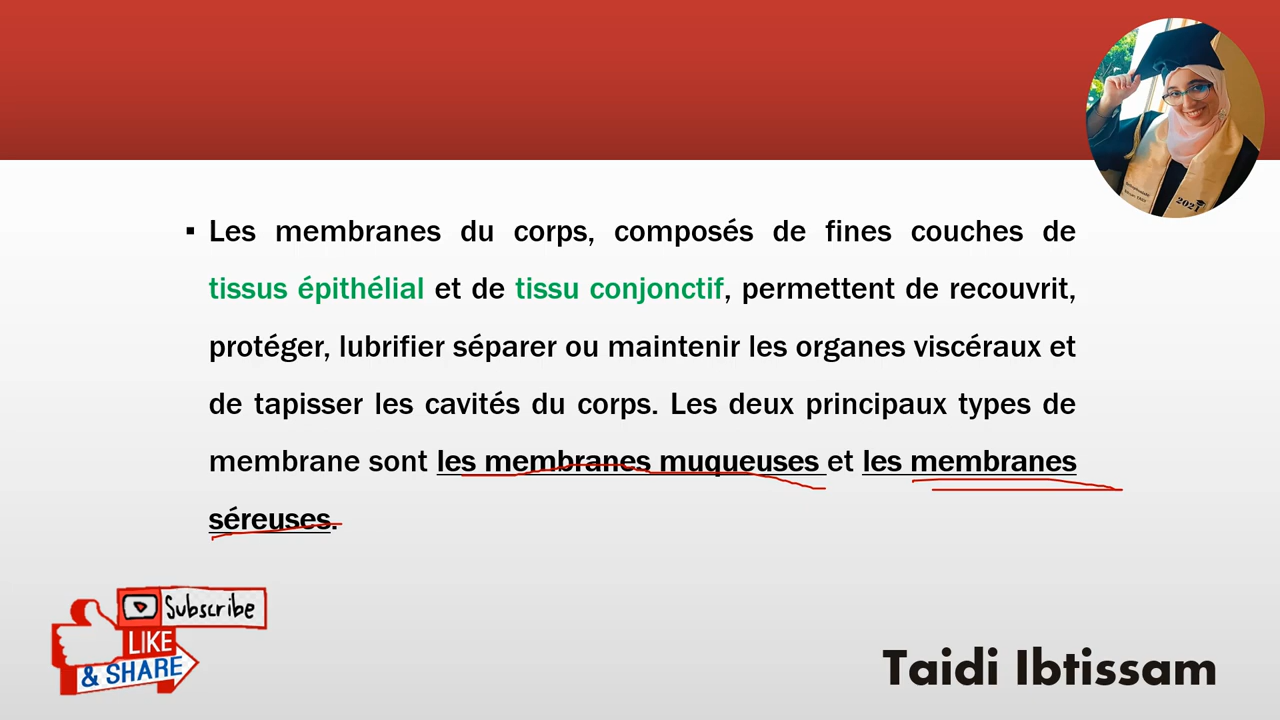 ▪ Les membranes du corps, composés de fines couches de
tissus épithélial et de tissu conjonctif, permettent de recouvrit,
protéger, lubrifier séparer ou maintenir les organes viscéraux et
de tapisser les cavités du corps. Les deux principaux types de
membrane sont les membranes muqueuses et les membranes
séreuses.
Subscribe
LIKE
& SHARE
Taidi Ibtissam
2021